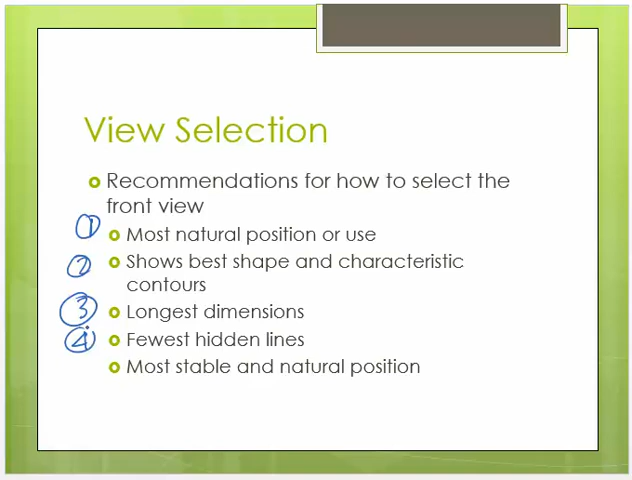 View Selection
Recommendations for how to select the
front view
① Most natural position or use
② Shows best shape and characteristic
contours
③ Longest dimensions
④ Fewest hidden lines
Most stable and natural position